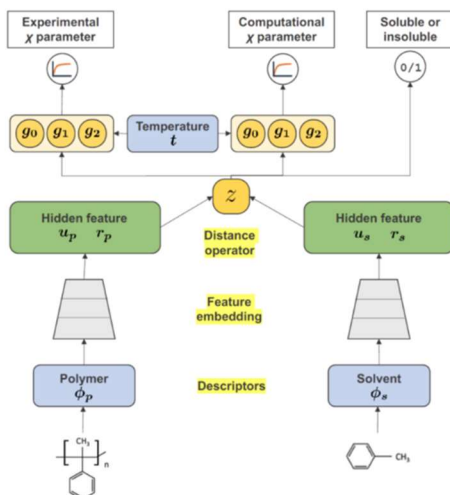 Experimental
χ parameter
Computational
χ parameter
Soluble or
insoluble
0/1
g₀ g₁ g₂
Temperature
t
g₀ g₁ g₂
z
Hidden feature
uₚ rₚ
Distance
operator
Hidden feature
uₛ rₛ
Feature
embedding
Polymer
ϕₚ
Descriptors
Solvent
ϕₛ
CH₃
n
CH₃